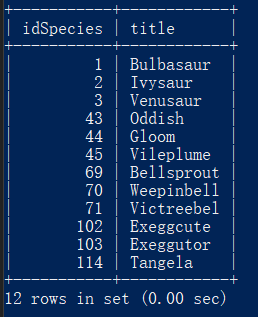 +-----------+------------+
| idSpecies | title      |
+-----------+------------+
|         1 | Bulbasaur  |
|         2 | Ivysaur    |
|         3 | Venusaur   |
|        43 | Oddish     |
|        44 | Gloom      |
|        45 | Vileplume  |
|        69 | Bellsprout |
|        70 | Weepinbell |
|        71 | Victreebel |
|       102 | Exeggcute  |
|       103 | Exeggutor  |
|       114 | Tangela    |
+-----------+------------+
12 rows in set (0.00 sec)